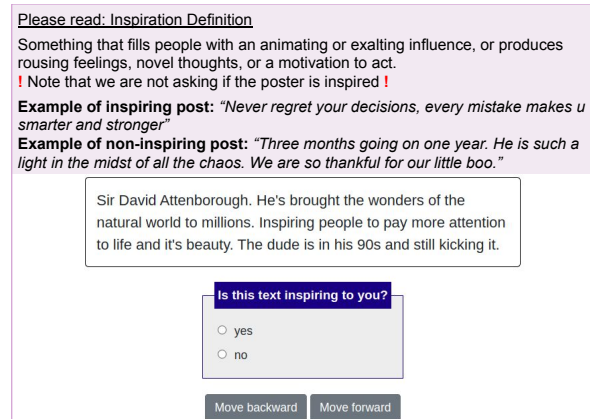 Please read: Inspiration Definition
Something that fills people with an animating or exalting influence, or produces
rousing feelings, novel thoughts, or a motivation to act.
! Note that we are not asking if the poster is inspired !
Example of inspiring post: “Never regret your decisions, every mistake makes u
smarter and stronger”
Example of non-inspiring post: “Three months going on one year. He is such a
light in the midst of all the chaos. We are so thankful for our little boo.”
Sir David Attenborough. He's brought the wonders of the
natural world to millions. Inspiring people to pay more attention
to life and it's beauty. The dude is in his 90s and still kicking it.
Is this text inspiring to you?
yes
no
Move backward Move forward